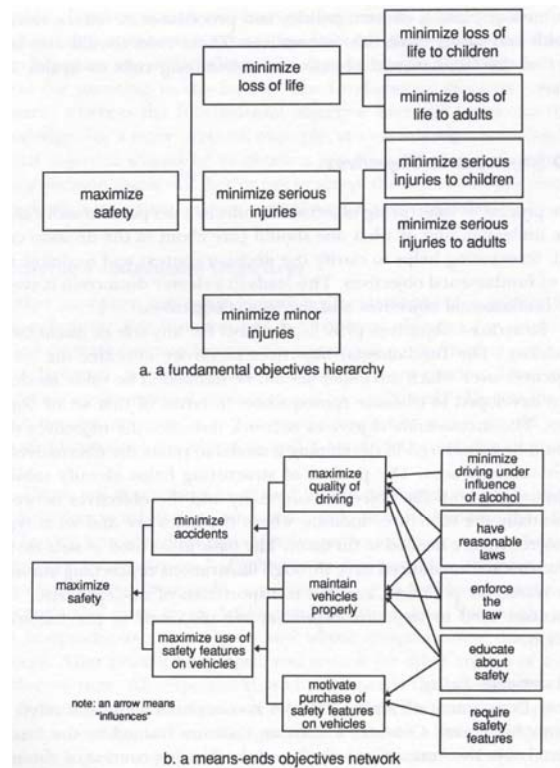 minimize
loss of life
minimize loss of
life to children
minimize loss of
life to adults
maximize
safety
minimize serious
injuries
minimize serious
injuries to children
minimize serious
injuries to adults
minimize minor
injuries
a. a fundamental objectives hierarchy
maximize
safety
minimize
accidents
maximize use of
safety features
on vehicles
maximize
quality of
driving
maintain
vehicles
properly
motivate
purchase of
safety features
on vehicles
minimize
driving under
influence
of alcohol
have
reasonable
laws
enforce
the
law
educate
about
safety
require
safety
features
note: an arrow means
"influences"
b. a means-ends objectives network